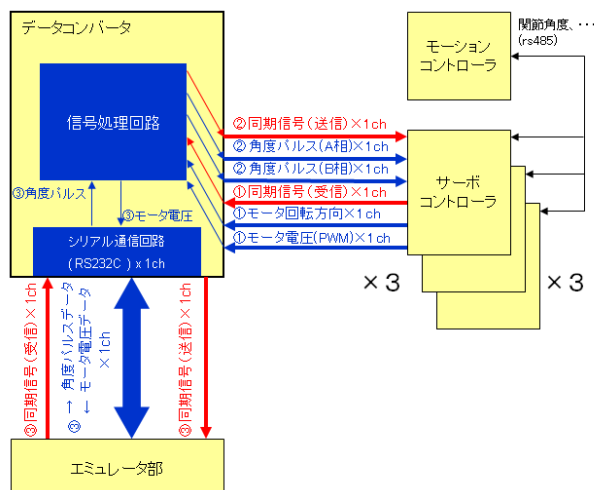 データコンバータ
信号処理回路
③角度パルス
③モータ電圧
シリアル通信回路
(RS232C)x1ch
②同期信号(送信)×1ch
②角度パルス(A相)×1ch
②角度パルス(B相)×1ch
①同期信号(受信)×1ch
①モータ回転方向×1ch
①モータ電圧(PWM)×1ch
モーション
コントローラ
関節角度、・・・
(rs485)
サーボ
コントローラ
×3
×3
③同期信号(受信)×1ch
③ → 角度パルスデータ
← モータ電圧データ
×1ch
③同期信号(送信)×1ch
エミュレータ部